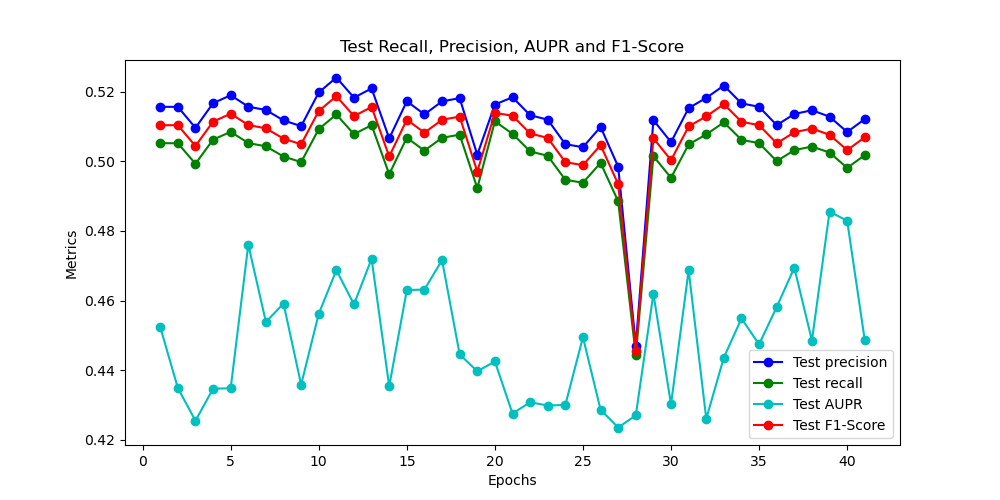 Test Recall, Precision, AUPR and F1-Score
Metrics
0.52
0.50
0.48
0.46
0.44
0.42
Test precision
Test recall
Test AUPR
Test F1-Score
0 5 10 15 20 25 30 35 40
Epochs